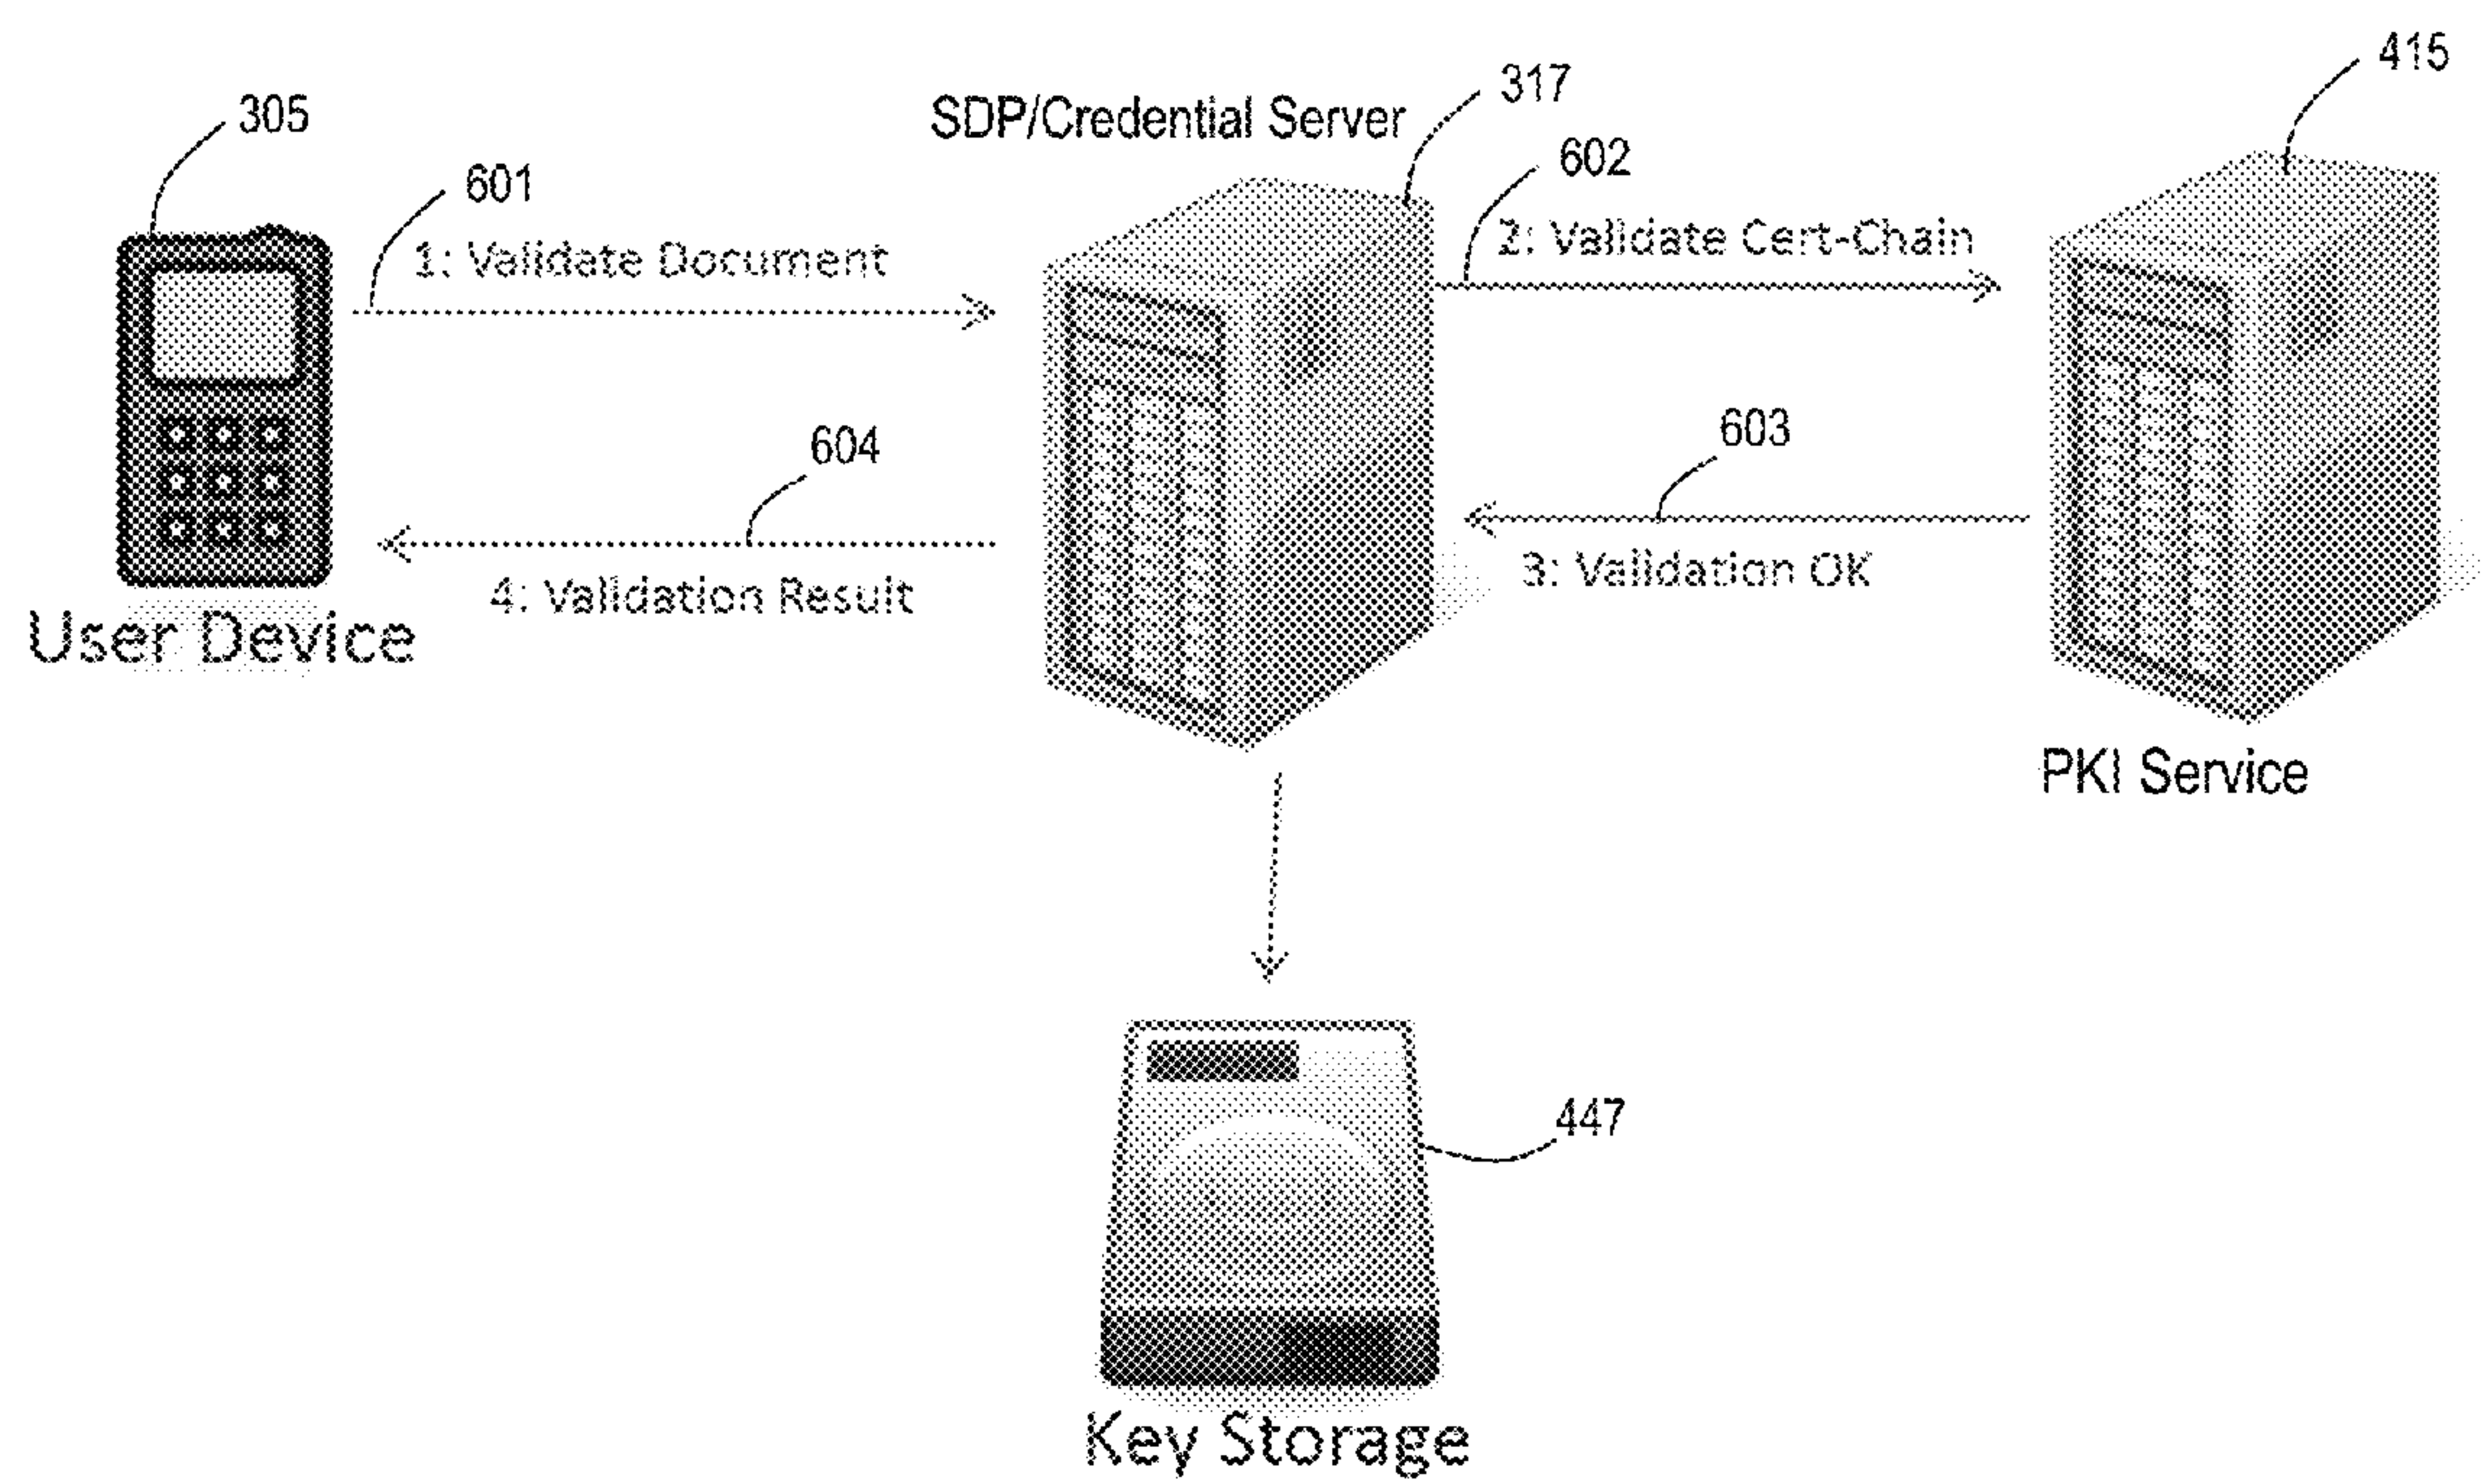 415
317
305
SDP/Credential Server
602
601
2: Validate Cert-Chain
1: Validate Document
603
604
3: Validation OK
4: Validation Result
User Device
PKI Service
447
Key Storage